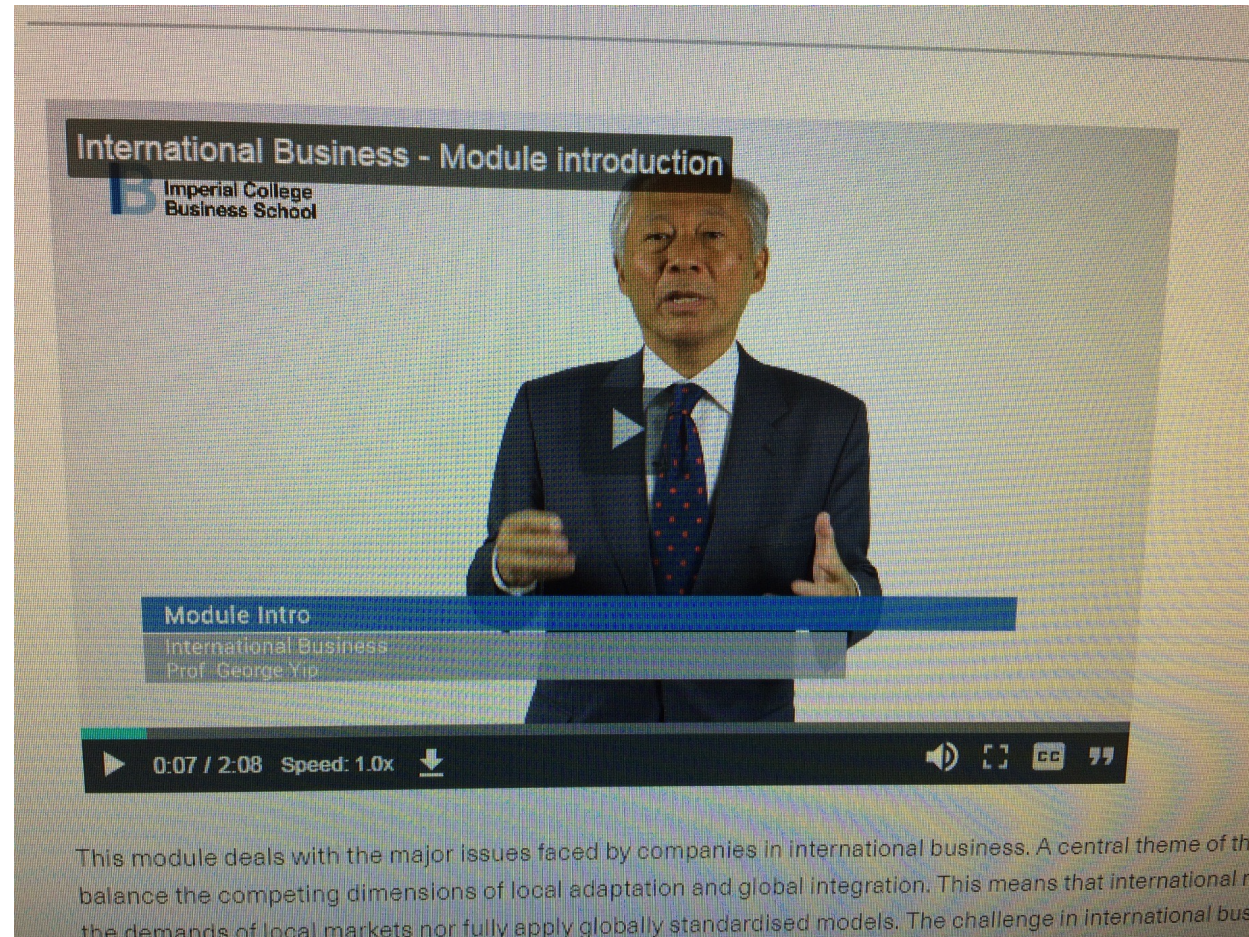 International Business - Module introduction
IB
Imperial College
Business School
Module Intro
International Business
Prof George Yip
0:07 / 2:08 Speed: 1.0x
CC
This module deals with the major issues faced by companies in international business. A central theme of th
balance the competing dimensions of local adaptation and global integration. This means that international
the demands of local markets nor fully apply globally standardised models. The challenge in international bus